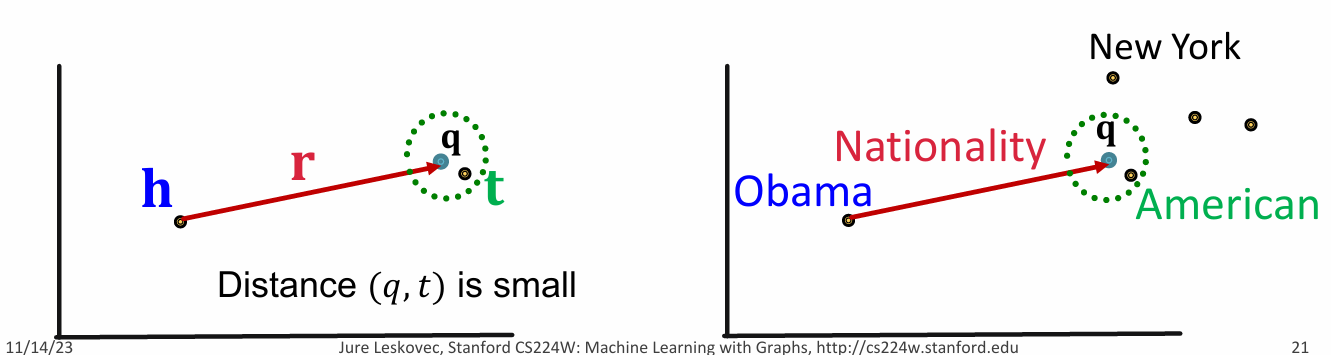 h
r
q
t
Distance (𝑞, 𝑡) is small
New York
Nationality
q
Obama
American
11/14/23
Jure Leskovec, Stanford CS224W: Machine Learning with Graphs, http://cs224w.stanford.edu
21